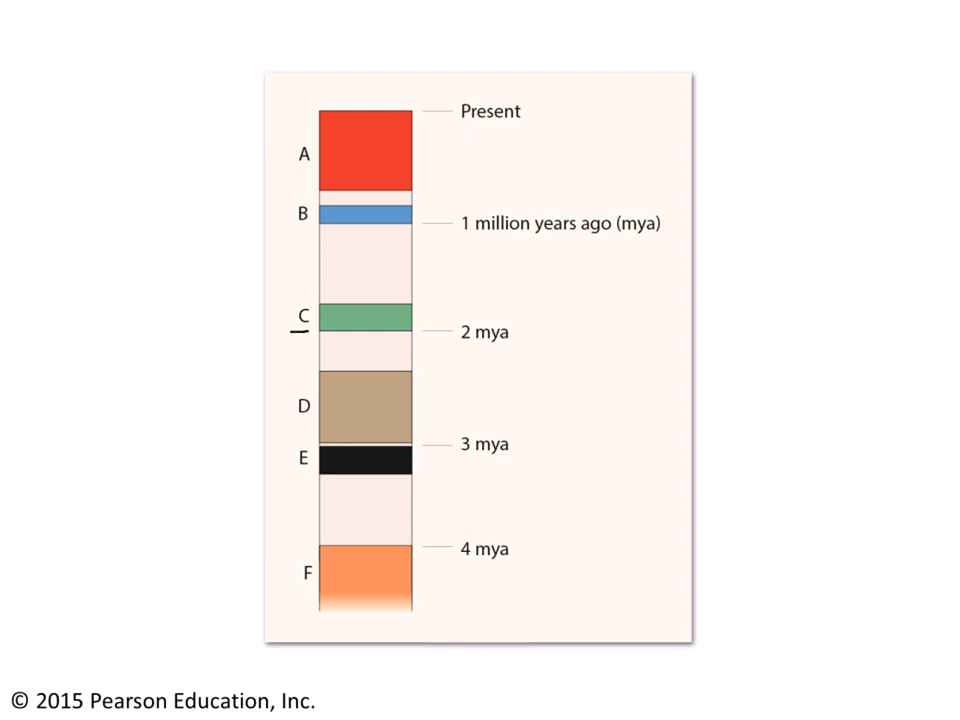 Present
A
B
1 million years ago (mya)
C
2 mya
D
3 mya
E
4 mya
F
© 2015 Pearson Education, Inc.